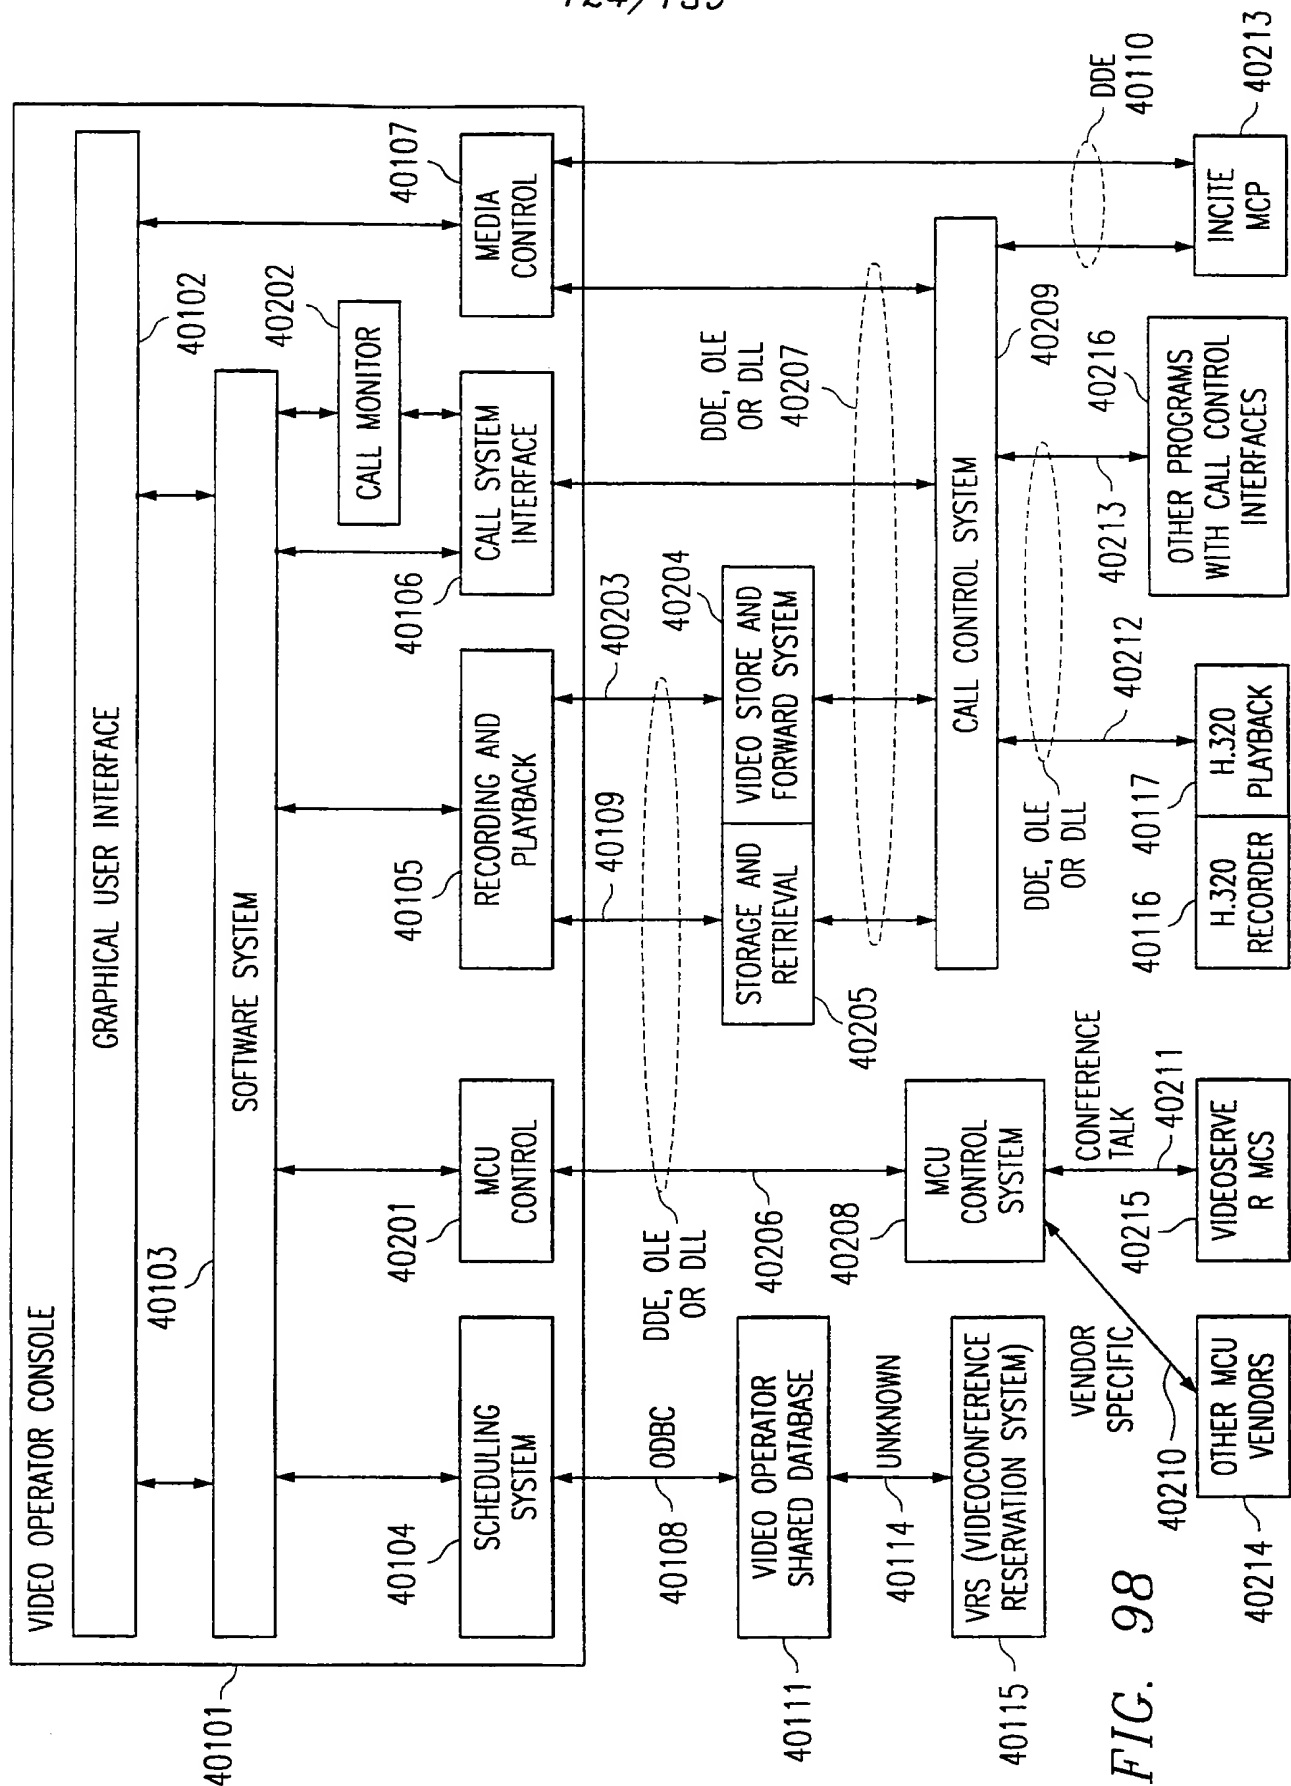 124/155
VIDEO OPERATOR CONSOLE
40101
GRAPHICAL USER INTERFACE
40102
40103
SOFTWARE SYSTEM
40202
CALL MONITOR
40104
SCHEDULING
SYSTEM
40201
MCU
CONTROL
40105
RECORDING AND
PLAYBACK
40106
CALL SYSTEM
INTERFACE
40107
MEDIA
CONTROL
40108
ODBC
DDE, OLE
OR DLL
40109
40203
DDE, OLE
OR DLL
40207
40111
VIDEO OPERATOR
SHARED DATABASE
40206
40205
STORAGE AND
RETRIEVAL
VIDEO STORE AND
FORWARD SYSTEM
40204
40114
UNKNOWN
40208
MCU
CONTROL
SYSTEM
CALL CONTROL SYSTEM
40209
40115
VRS (VIDEOCONFERENCE
RESERVATION SYSTEM)
VENDOR
SPECIFIC
40210
CONFERENCE
TALK
40211
DDE, OLE
OR DLL
40212
40213
DDE
40110
40214
OTHER MCU
VENDORS
40215
VIDEOSERVE
R MCS
40116
H.320
RECORDER
40117
H.320
PLAYBACK
40216
OTHER PROGRAMS
WITH CALL CONTROL
INTERFACES
INCITE
MCP
40213
FIG. 98